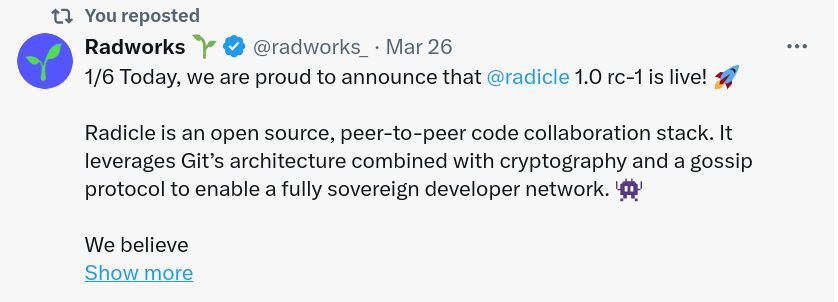 You reposted
Radworks 🌱 @radworks_ · Mar 26
1/6 Today, we are proud to announce that @radicle 1.0 rc-1 is live! 🚀
Radicle is an open source, peer-to-peer code collaboration stack. It
leverages Git’s architecture combined with cryptography and a gossip
protocol to enable a fully sovereign developer network. 👾
We believe
Show more